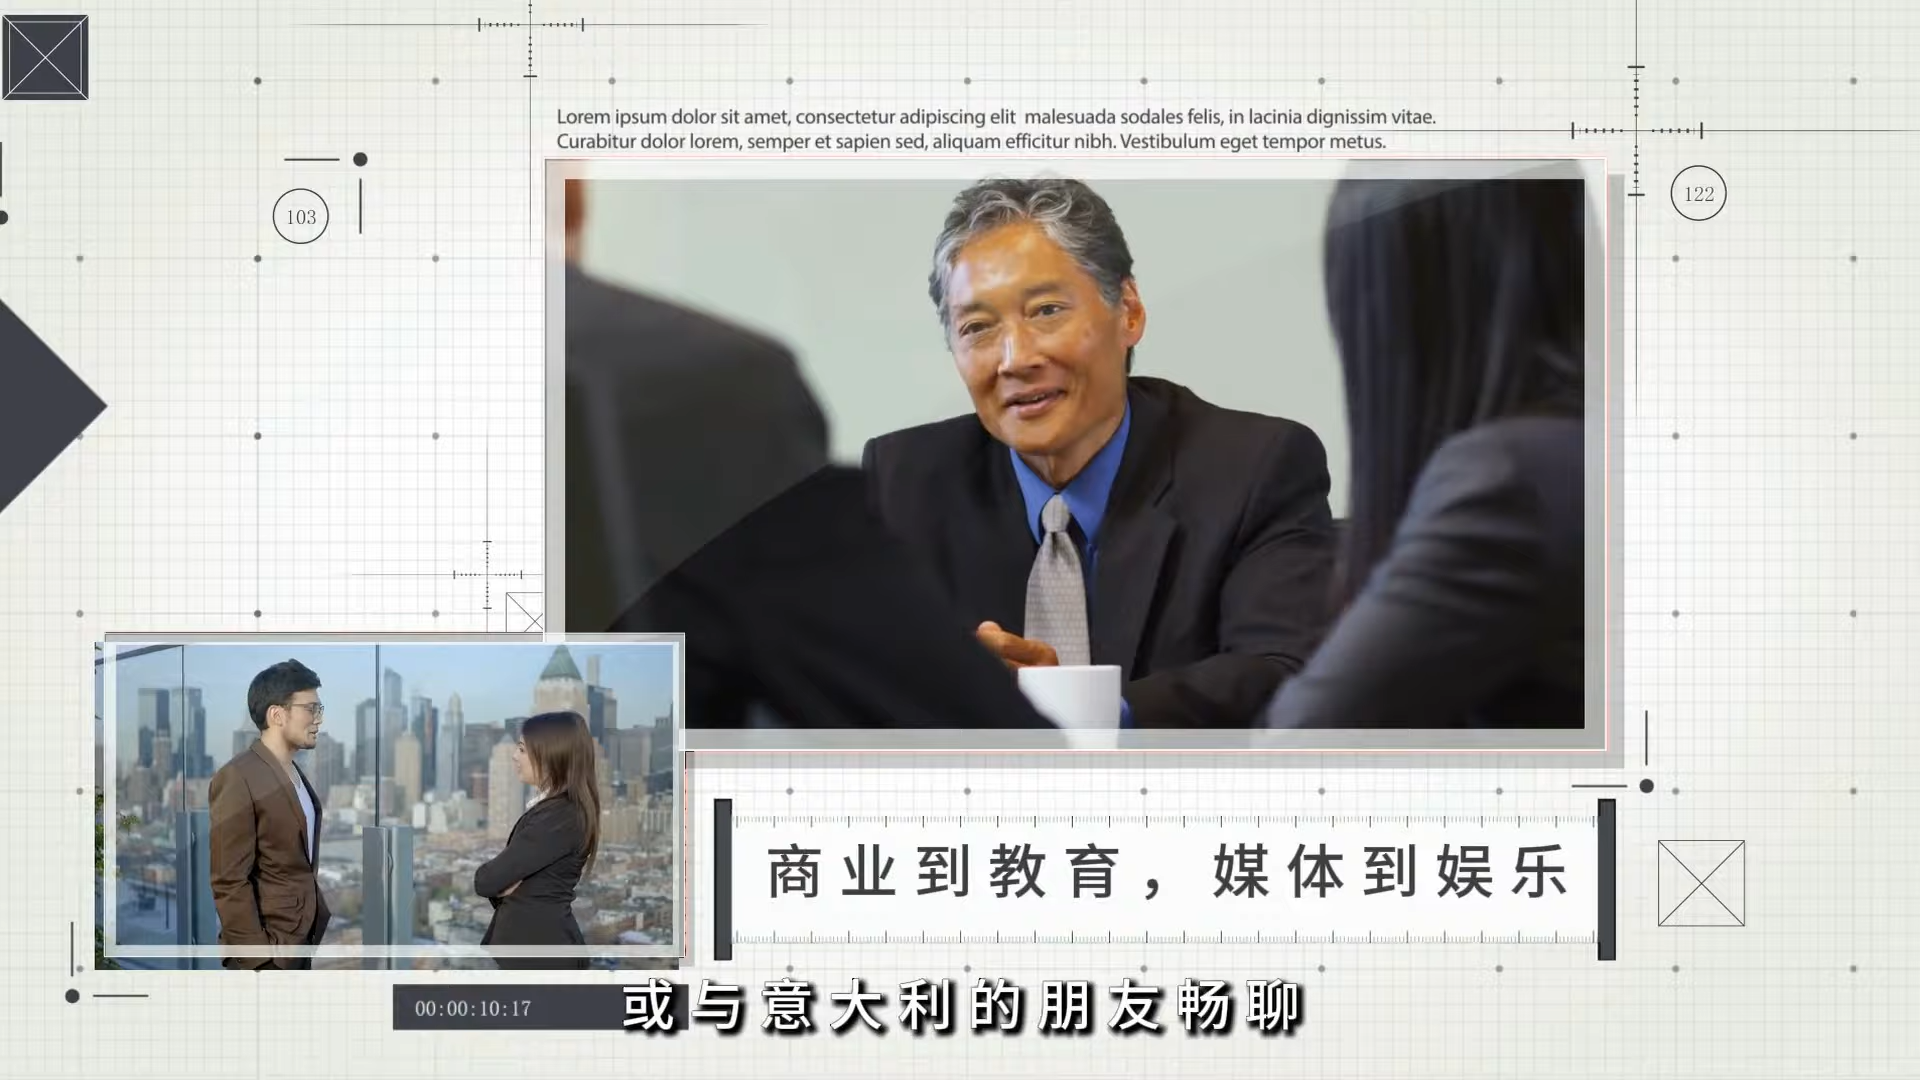 Lorem ipsum dolor sit amet, consectetur adipiscing elit malesuada sodales felis, in lacinia dignissim vitae.
Curabitur dolor lorem, semper et sapien sed, aliquam efficitur nibh. Vestibulum eget tempor metus.
103
122
商业到教育，媒体到娱乐
00:00:10:17
或与意大利的朋友畅聊